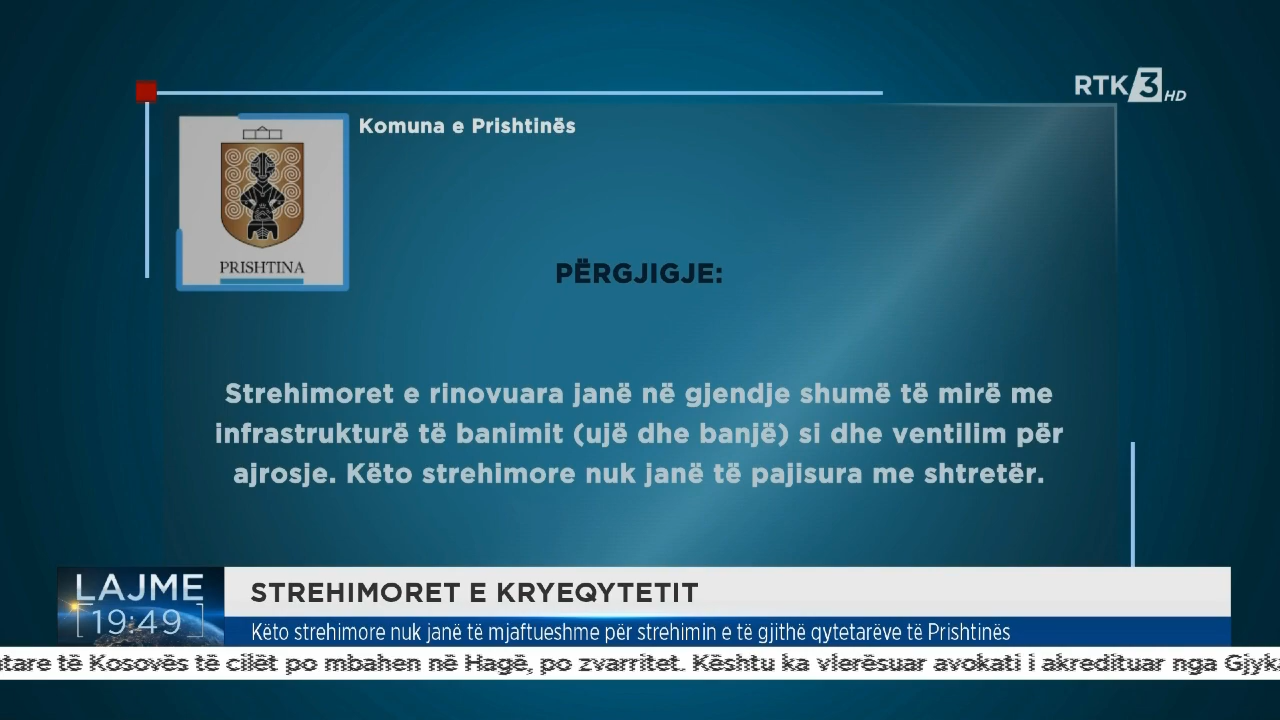 RTK 3 HD
Komuna e Prishtinës
PRISHTINA
PËRGJIGJE:
Strehimoret e rinovuara janë në gjendje shumë të mirë me
infrastrukturë të banimit (ujë dhe banjë) si dhe ventilim për
ajrosje. Këto strehimore nuk janë të pajisura me shtretër.
LAJME
19:49
STREHIMORET E KRYEQYTETIT
Këto strehimore nuk janë të mjaftueshme për strehimin e të gjithë qytetarëve të Prishtinës
të Kosovës të cilët po mbahen në Hagë, po zvarritet. Kështu ka vlerësuar avokati i akredituar nga